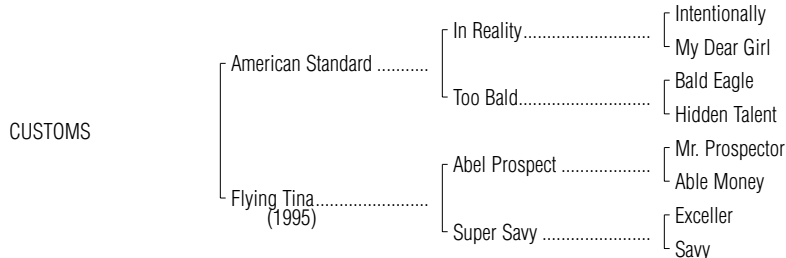 Intentionally
In Reality............................
My Dear Girl
American Standard ...........
Bald Eagle
Too Bald.............................
Hidden Talent
CUSTOMS
Mr. Prospector
Abel Prospect ....................
Able Money
Flying Tina.........................
(1995)
Exceller
Super Savy ........................
Savy